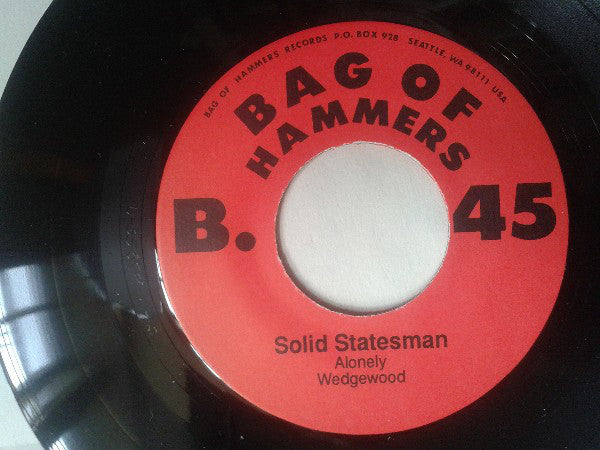 BAG OF HAMMERS RECORDS P.O. BOX 928 SEATTLE, WA 98111 USA
BAG OF
HAMMERS
B. 45
Solid Statesman
Alonely
Wedgewood